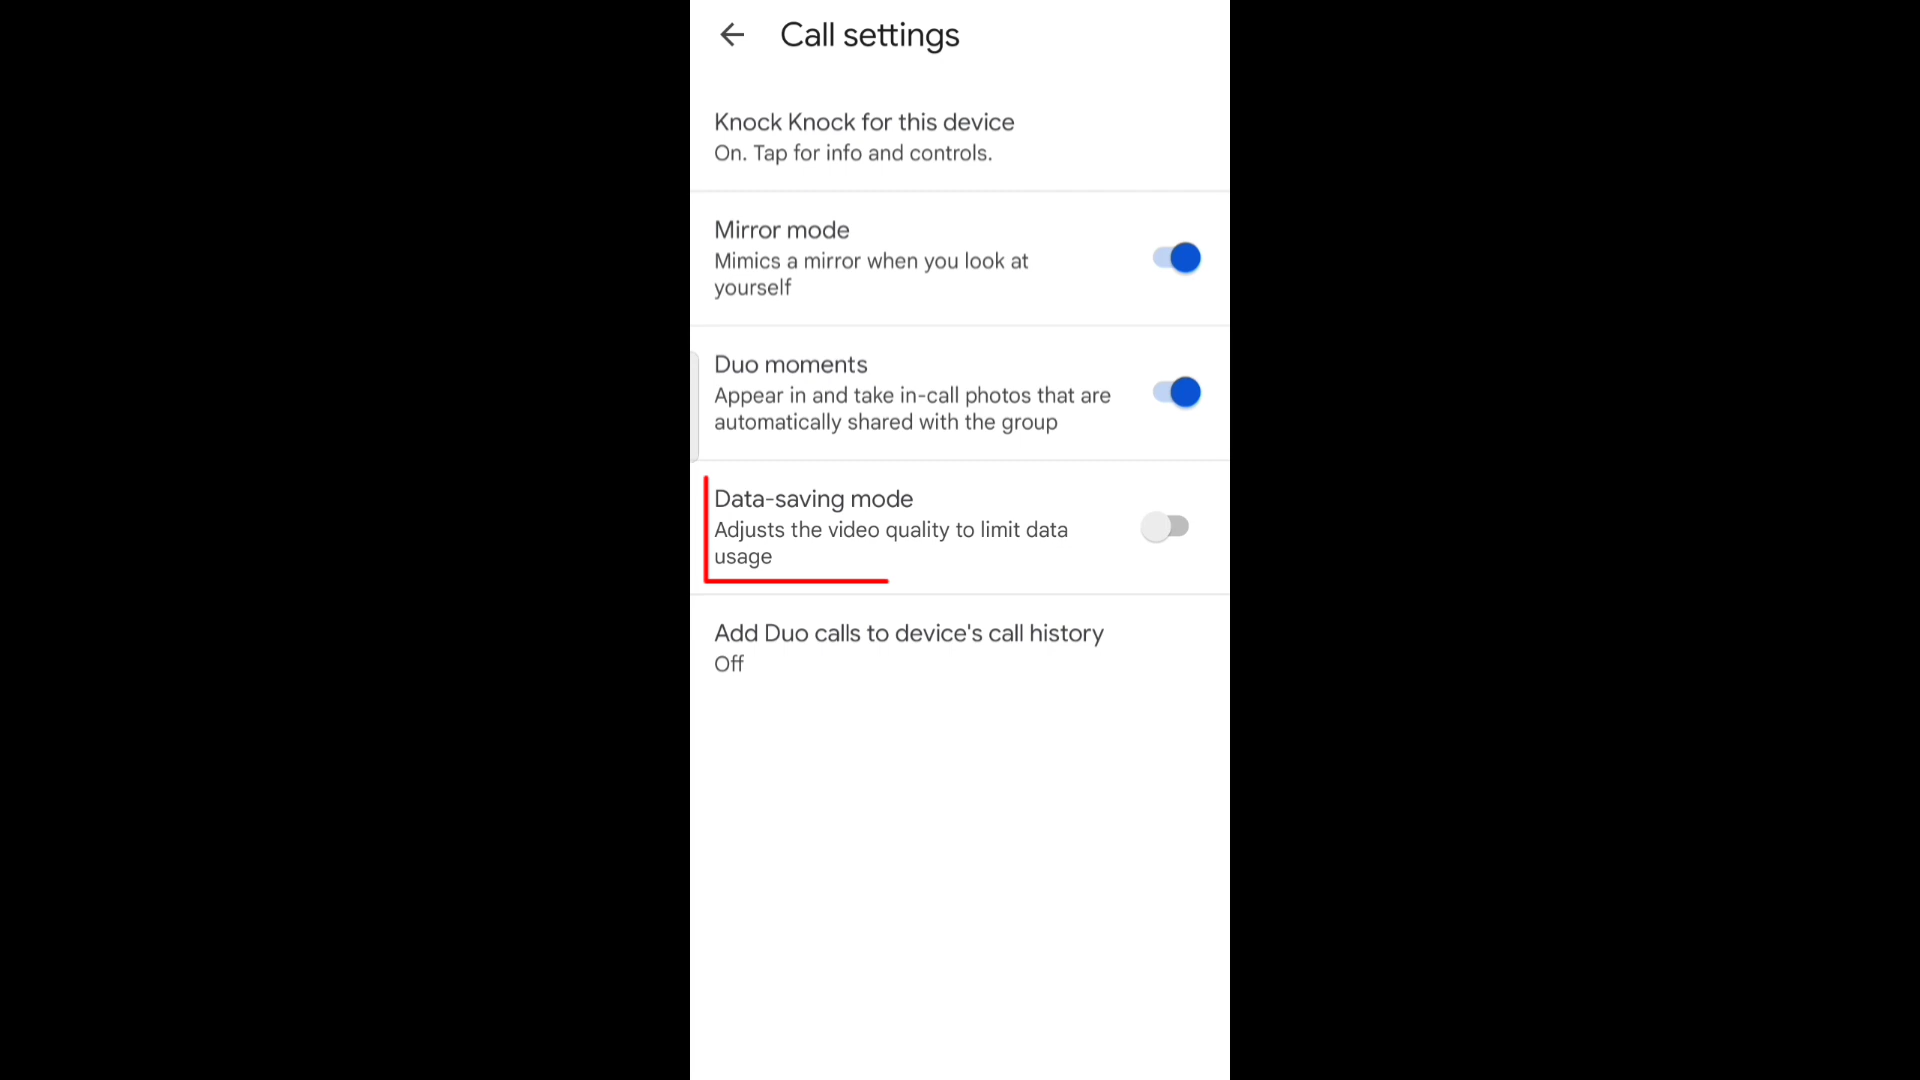 Call settings
Knock Knock for this device
On. Tap for info and controls.
Mirror mode
Mimics a mirror when you look at
yourself
Duo moments
Appear in and take in-call photos that are
automatically shared with the group
Data-saving mode
Adjusts the video quality to limit data
usage
Add Duo calls to device's call history
Off